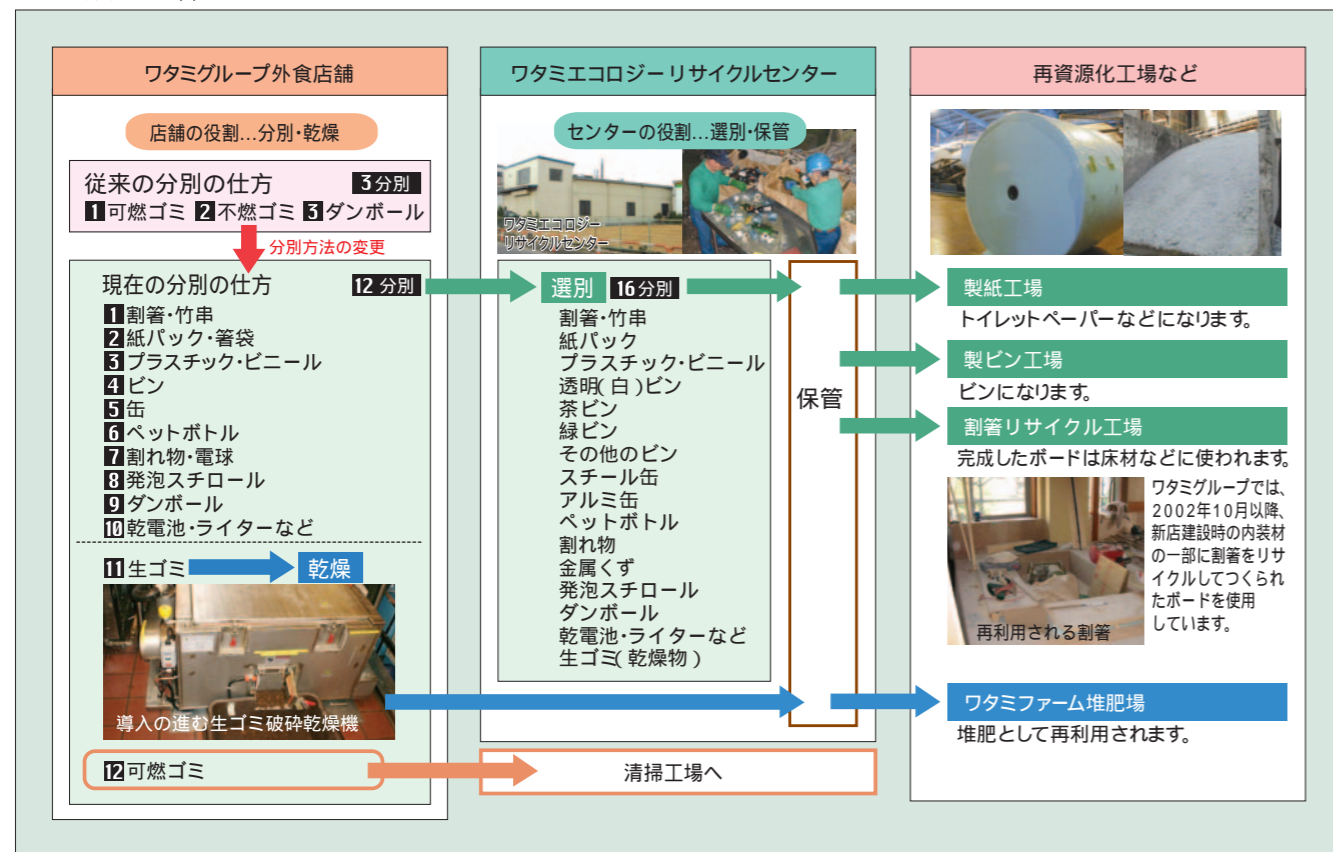 ワタミグループ外食店舗
店舗の役割…分別・乾燥
従来の分別の仕方 3分別
1可燃ゴミ 2不燃ゴミ 3ダンボール
分別方法の変更
現在の分別の仕方 12分別
1割箸・竹串
2紙パック・箸袋
3プラスチック・ビニール
4ビン
5缶
6ペットボトル
7割れ物・電球
8発泡スチロール
9ダンボール
10乾電池・ライターなど
11生ゴミ 乾燥
導入の進む生ゴミ破砕乾燥機
12可燃ゴミ
ワタミエコロジーリサイクルセンター
センターの役割…選別・保管
ワタミエコロジー
リサイクルセンター
選別 16分別
割箸・竹串
紙パック
プラスチック・ビニール
透明(白)ビン
茶ビン
緑ビン
その他のビン
スチール缶
アルミ缶
ペットボトル
割れ物
金属くず
発泡スチロール
ダンボール
乾電池・ライターなど
生ゴミ(乾燥物)
保管
清掃工場へ
再資源化工場など
製紙工場
トイレットペーパーなどになります。
製ビン工場
ビンになります。
割箸リサイクル工場
完成したボードは床材などに使われます。
再利用される割箸
ワタミグループでは、
2002年10月以降、
新店建設時の内装材
の一部に割箸をリサ
イクルしてつくられ
たボードを使用
しています。
ワタミファーム堆肥場
堆肥として再利用されます。